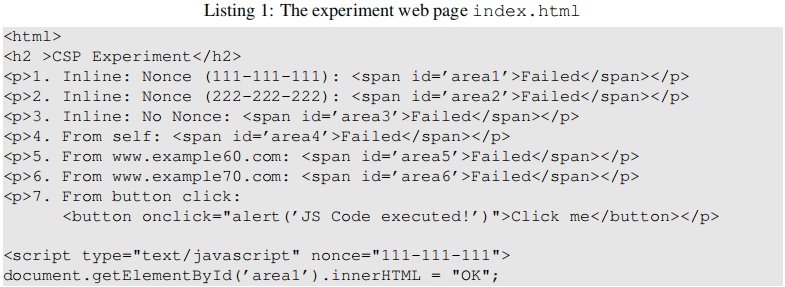 Listing 1: The experiment web page index.html
<html>
<h2 >CSP Experiment</h2>
<p>1. Inline: Nonce (111-111-111): <span id=’area1’>Failed</span></p>
<p>2. Inline: Nonce (222-222-222): <span id=’area2’>Failed</span></p>
<p>3. Inline: No Nonce: <span id=’area3’>Failed</span></p>
<p>4. From self: <span id=’area4’>Failed</span></p>
<p>5. From www.example60.com: <span id=’area5’>Failed</span></p>
<p>6. From www.example70.com: <span id=’area6’>Failed</span></p>
<p>7. From button click:
<button onclick="alert(’JS Code executed!’)">Click me</button></p>
<script type="text/javascript" nonce="111-111-111">
document.getElementById(’area1’).innerHTML = "OK";